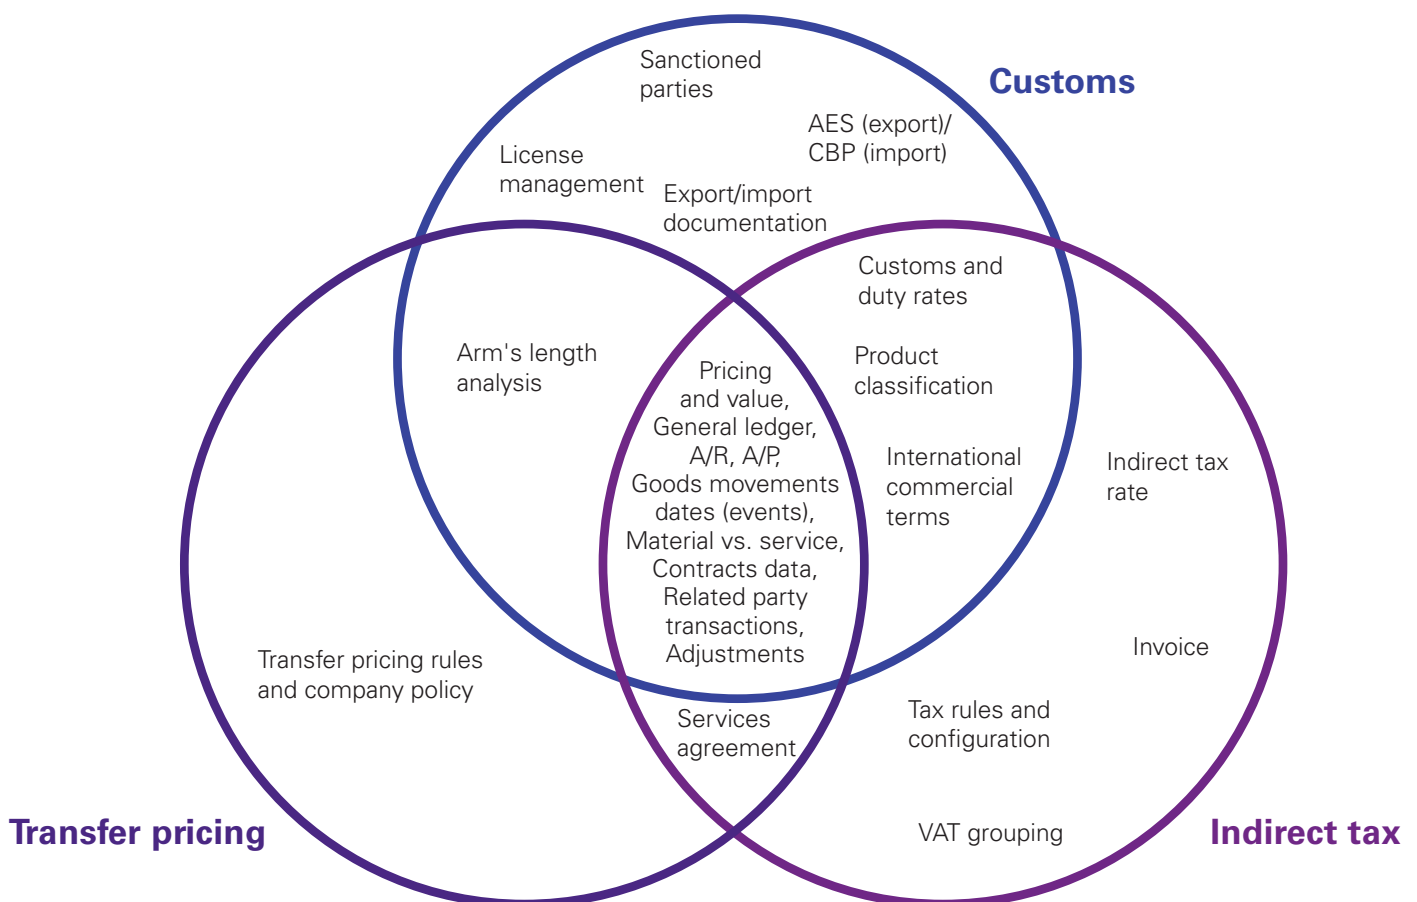 Sanctioned
parties
Customs
AES (export)/
CBP (import)
License
management
Export/import
documentation
Customs and
duty rates
Arm's length
analysis
Product
classification
Pricing
and value,
General ledger,
A/R, A/P,
Goods movements
dates (events),
Material vs. service,
Contracts data,
Related party
transactions,
Adjustments
International
commercial
terms
Indirect tax
rate
Invoice
Transfer pricing rules
and company policy
Services
agreement
Tax rules and
configuration
VAT grouping
Transfer pricing
Indirect tax